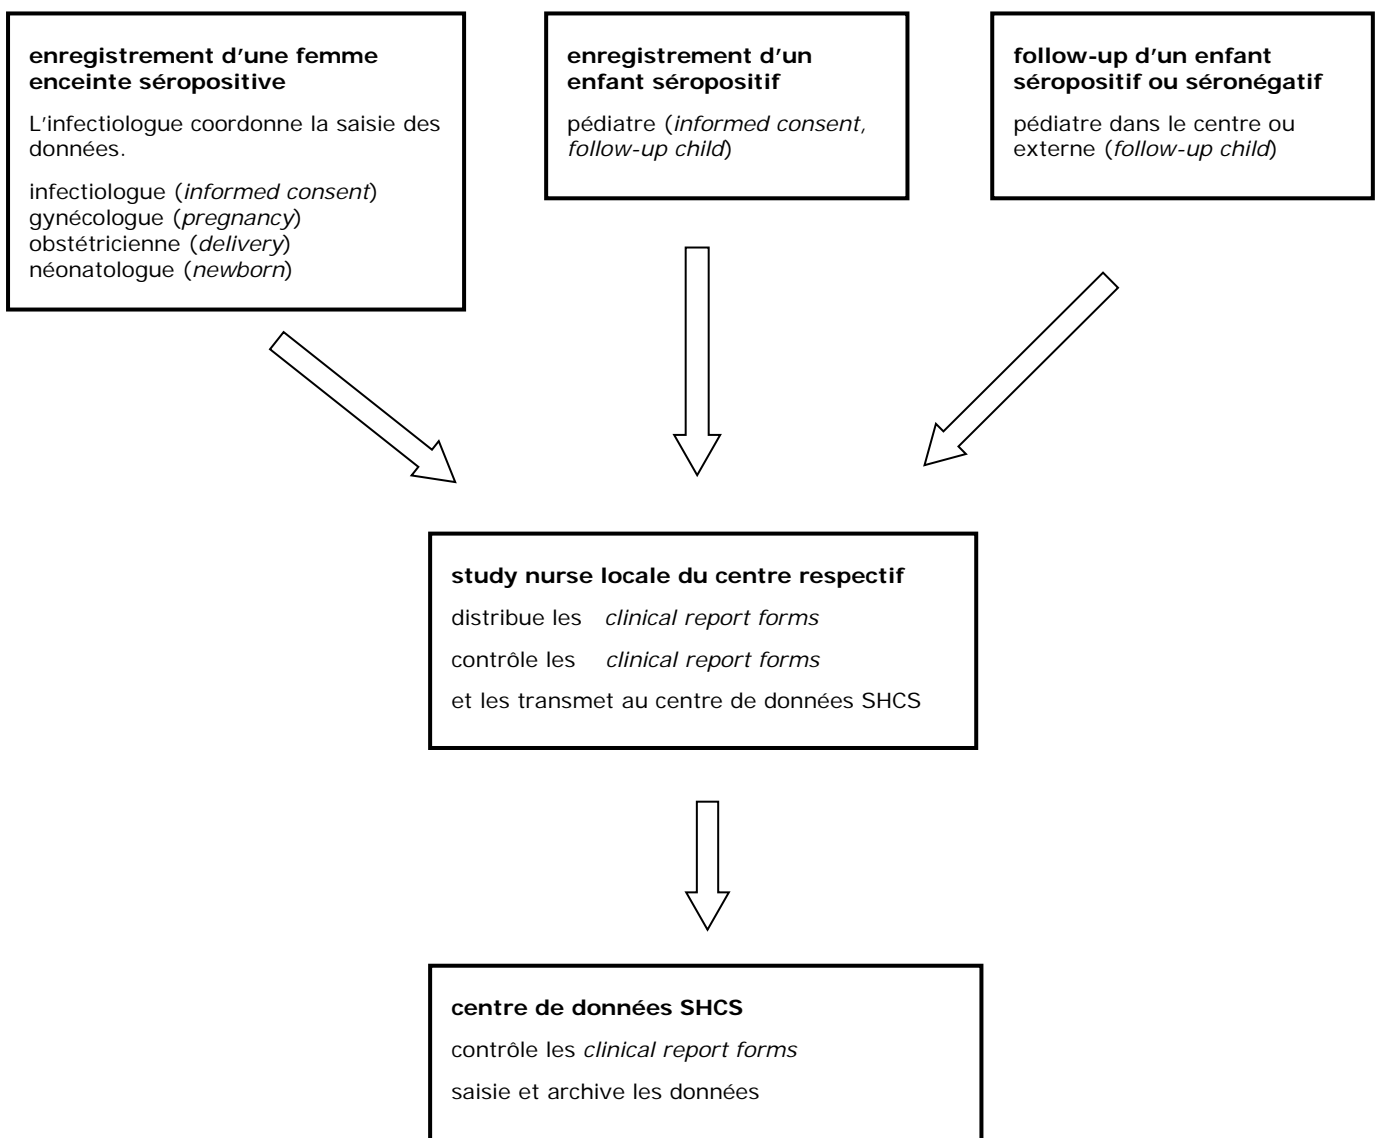 enregistrement d'une femme
enceinte séropositive
L'infectiologue coordonne la saisie des
données.
infectiologue (informed consent)
gynécologue (pregnancy)
obstétricienne (delivery)
néonatologue (newborn)
enregistrement d'un
enfant séropositif
pédiatre (informed consent,
follow-up child)
follow-up d'un enfant
séropositif ou séronégatif
pédiatre dans le centre ou
externe (follow-up child)
study nurse locale du centre respectif
distribue les clinical report forms
contrôle les clinical report forms
et les transmet au centre de données SHCS
centre de données SHCS
contrôle les clinical report forms
saisie et archive les données